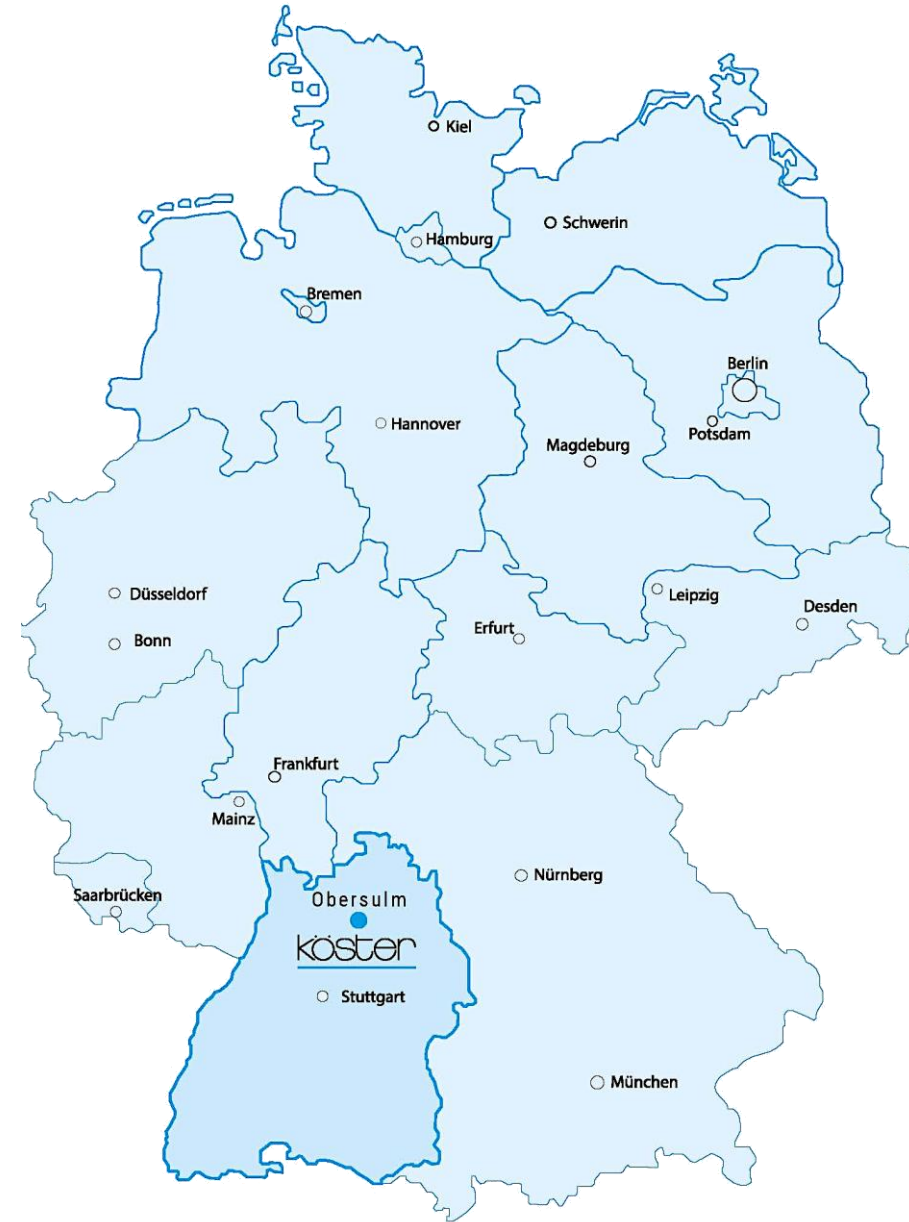 Kiel
Schwerin
Hamburg
Bremen
Berlin
Hannover
Potsdam
Magdeburg
Düsseldorf
Leipzig
Desden
Erfurt
Bonn
Frankfurt
Mainz
Nürnberg
Saarbrücken
Obersulm
köster
Stuttgart
München